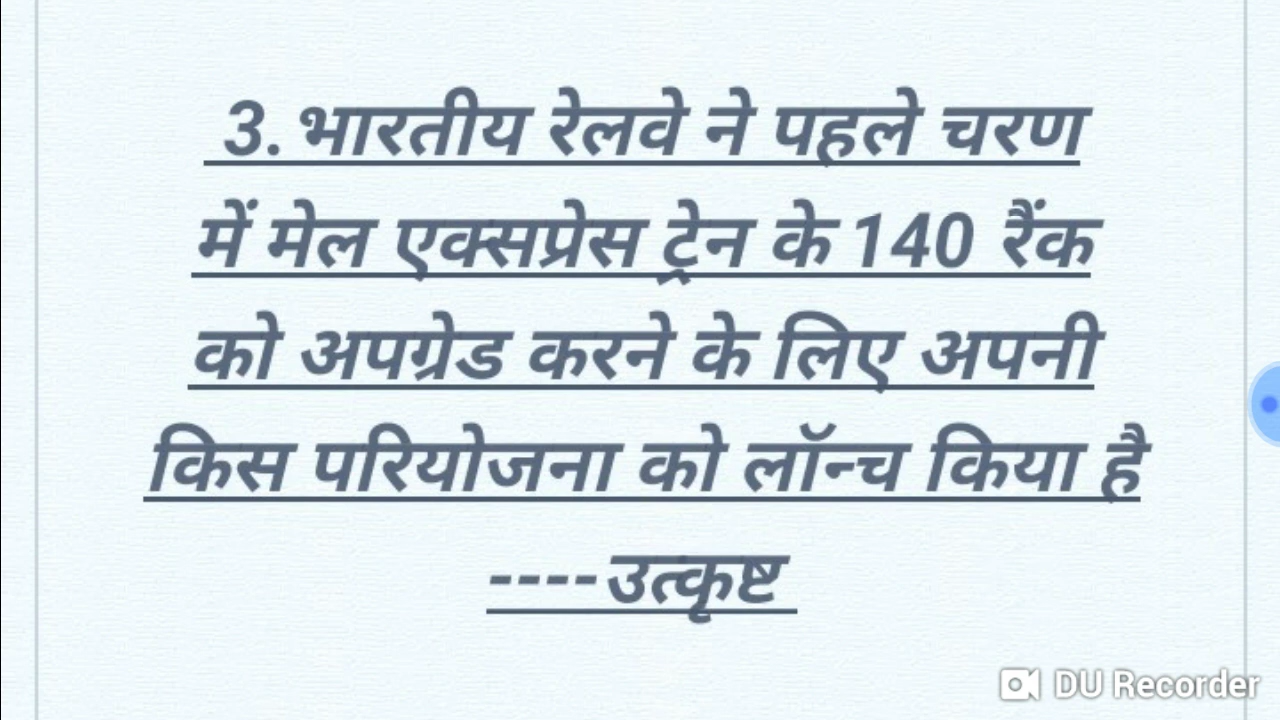 3. भारतीय रेलवे ने पहले चरण
में मेल एक्सप्रेस ट्रेन के 140 रैंक
को अपग्रेड करने के लिए अपनी
किस परियोजना को लॉन्च किया है
----उत्कृष्ट
DU Recorder